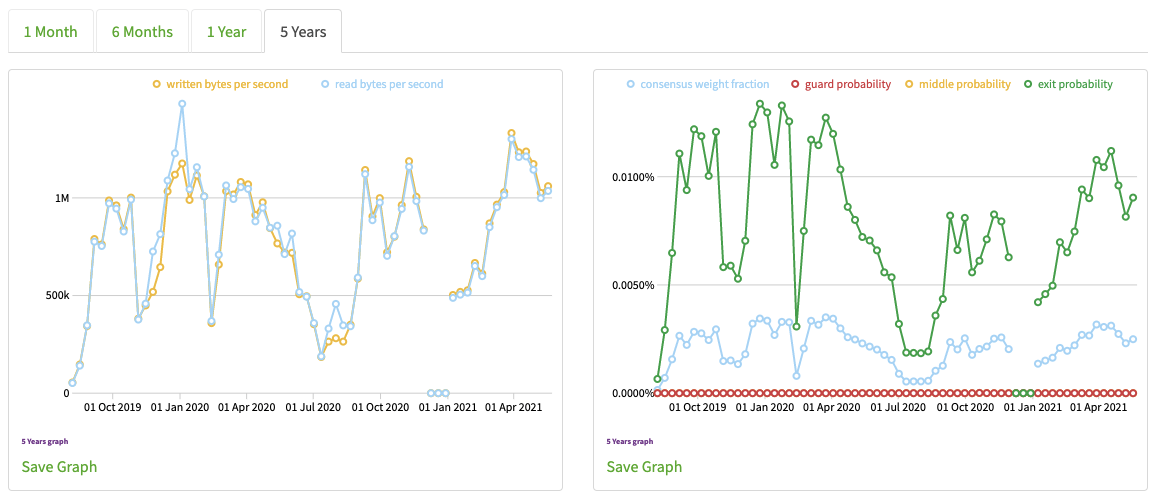 1 Month 6 Months 1 Year 5 Years
written bytes per second read bytes per second
1M
500k
0
01 Oct 2019 01 Jan 2020 01 Apr 2020 01 Jul 2020 01 Oct 2020 01 Jan 2021 01 Apr 2021
5 Years graph
Save Graph
consensus weight fraction guard probability middle probability exit probability
0.0100%
0.0050%
0.0000%
01 Oct 2019 01 Jan 2020 01 Apr 2020 01 Jul 2020 01 Oct 2020 01 Jan 2021 01 Apr 2021
5 Years graph
Save Graph